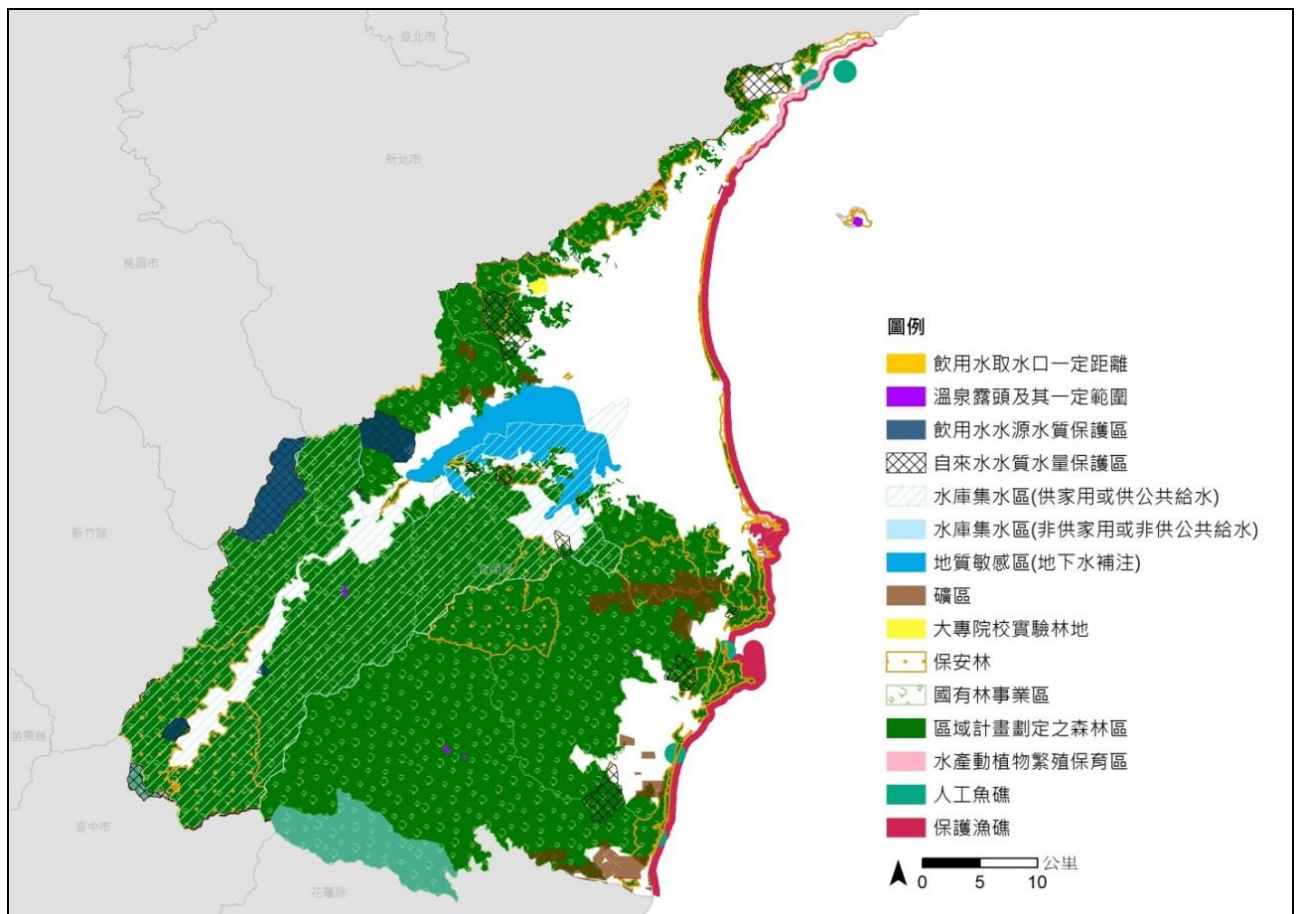 臺北市
新北市
桃園市
新竹縣
宜蘭縣
苗栗縣
臺中市
花蓮縣
圖例
飲用水取水口一定距離
溫泉露頭及其一定範圍
飲用水水源水質保護區
自來水水質水量保護區
水庫集水區(供家用或供公共給水)
水庫集水區(非供家用或非供公共給水)
地質敏感區(地下水補注)
礦區
大專院校實驗林地
保安林
國有林事業區
區域計畫劃定之森林區
水產動植物繁殖保育區
人工魚礁
保護漁礁
公里
0 5 10